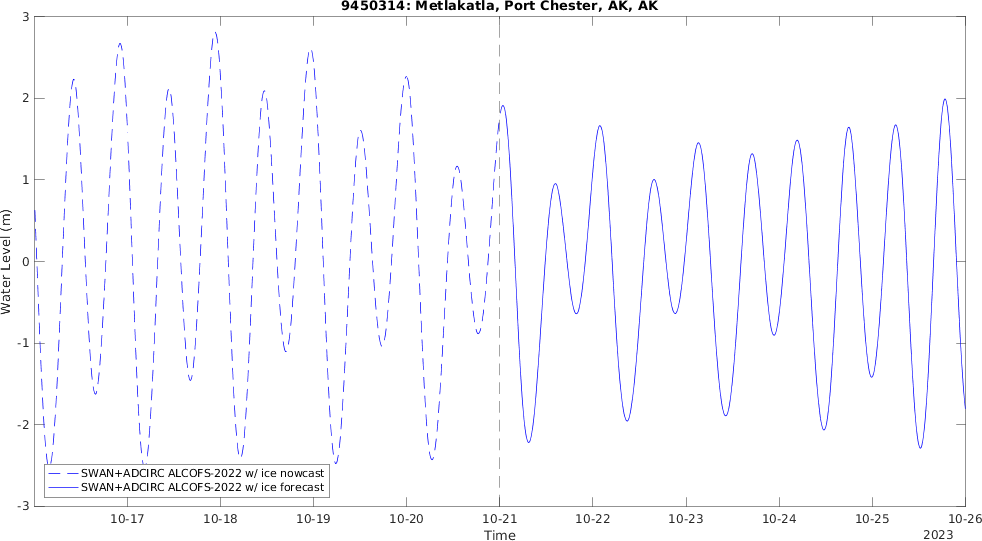 9450314: Metlakatla, Port Chester, AK, AK
3
2
1
0
-1
-2
-3
Water Level (m)
SWAN+ADCIRC ALCOFS-2022 w/ ice nowcast
SWAN+ADCIRC ALCOFS-2022 w/ ice forecast
10-17 10-18 10-19 10-20 10-21 10-22 10-23 10-24 10-25 10-26
Time
2023